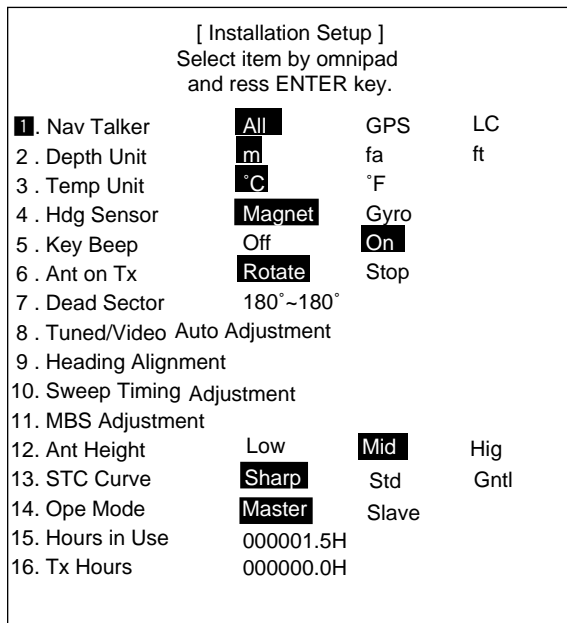 [ Installation Setup ]
Select item by omnipad
and ress ENTER key.
1. Nav Talker All GPS LC
2 . Depth Unit m fa ft
3 . Temp Unit ˚C ˚F
4 . Hdg Sensor Magnet Gyro
5 . Key Beep Off On
6 . Ant on Tx Rotate Stop
7 . Dead Sector 180˚~180˚
8 . Tuned/Video Auto Adjustment
9 . Heading Alignment
10. Sweep Timing Adjustment
11. MBS Adjustment
12. Ant Height Low Mid Hig
13. STC Curve Sharp Std Gntl
14. Ope Mode Master Slave
15. Hours in Use 000001.5H
16. Tx Hours 000000.0H